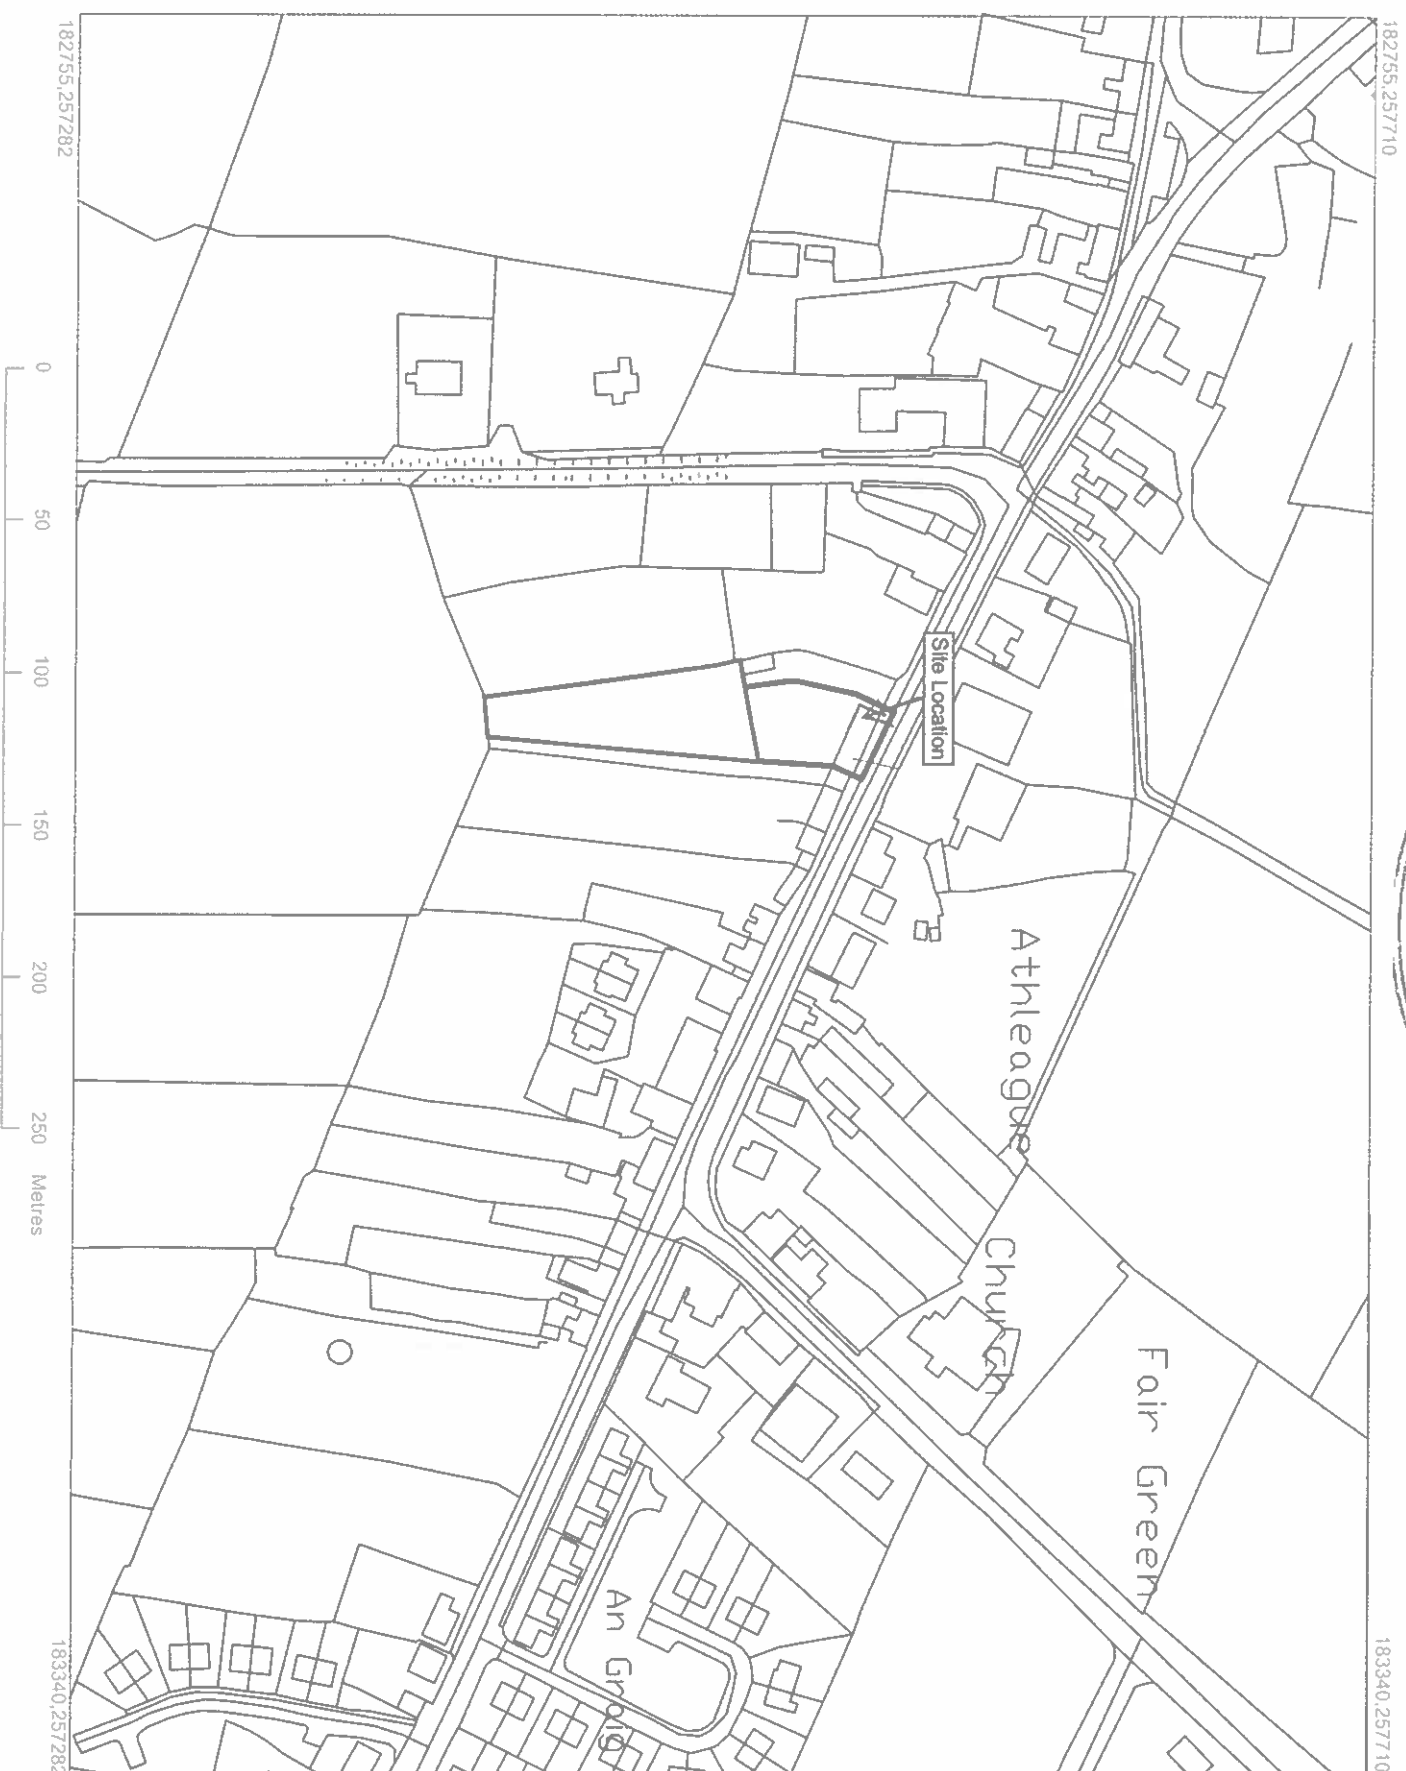 182755,257710
183340,257710
Fair Green
Athleague
Church
Site Location
An Graig
182755,257282
183340,257282
0 50 100 150 200 250 Metres